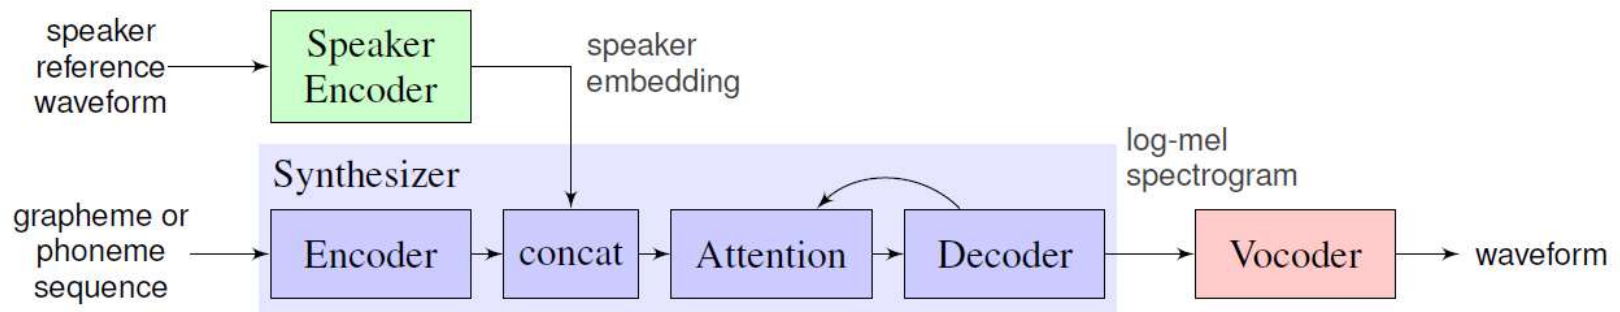 speaker
reference
waveform
Speaker
Encoder
speaker
embedding
Synthesizer
log-mel
spectrogram
grapheme or
phoneme
sequence
Encoder
concat
Attention
Decoder
Vocoder
waveform